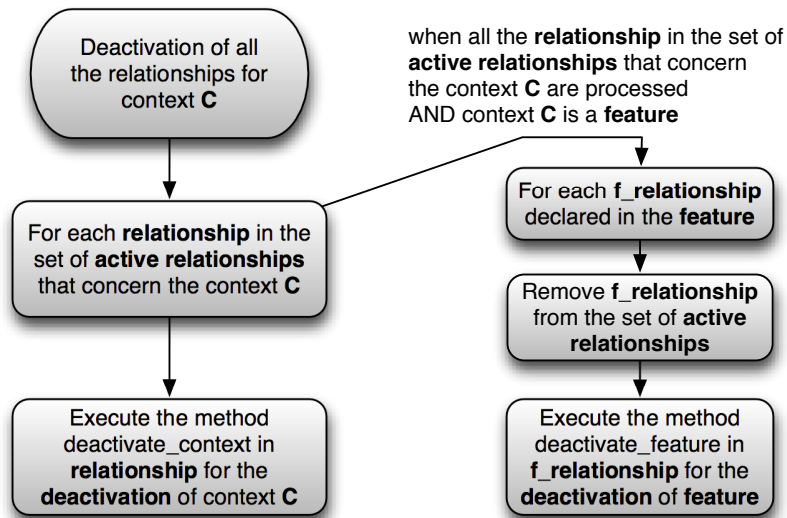 Deactivation of all
the relationships for
context C
when all the relationship in the set of
active relationships that concern
the context C are processed
AND context C is a feature
For each relationship in the
set of active relationships
that concern the context C
For each f_relationship
declared in the feature
Remove f_relationship
from the set of active
relationships
Execute the method
deactivate_context in
relationship for the
deactivation of context C
Execute the method
deactivate_feature in
f_relationship for the
deactivation of feature